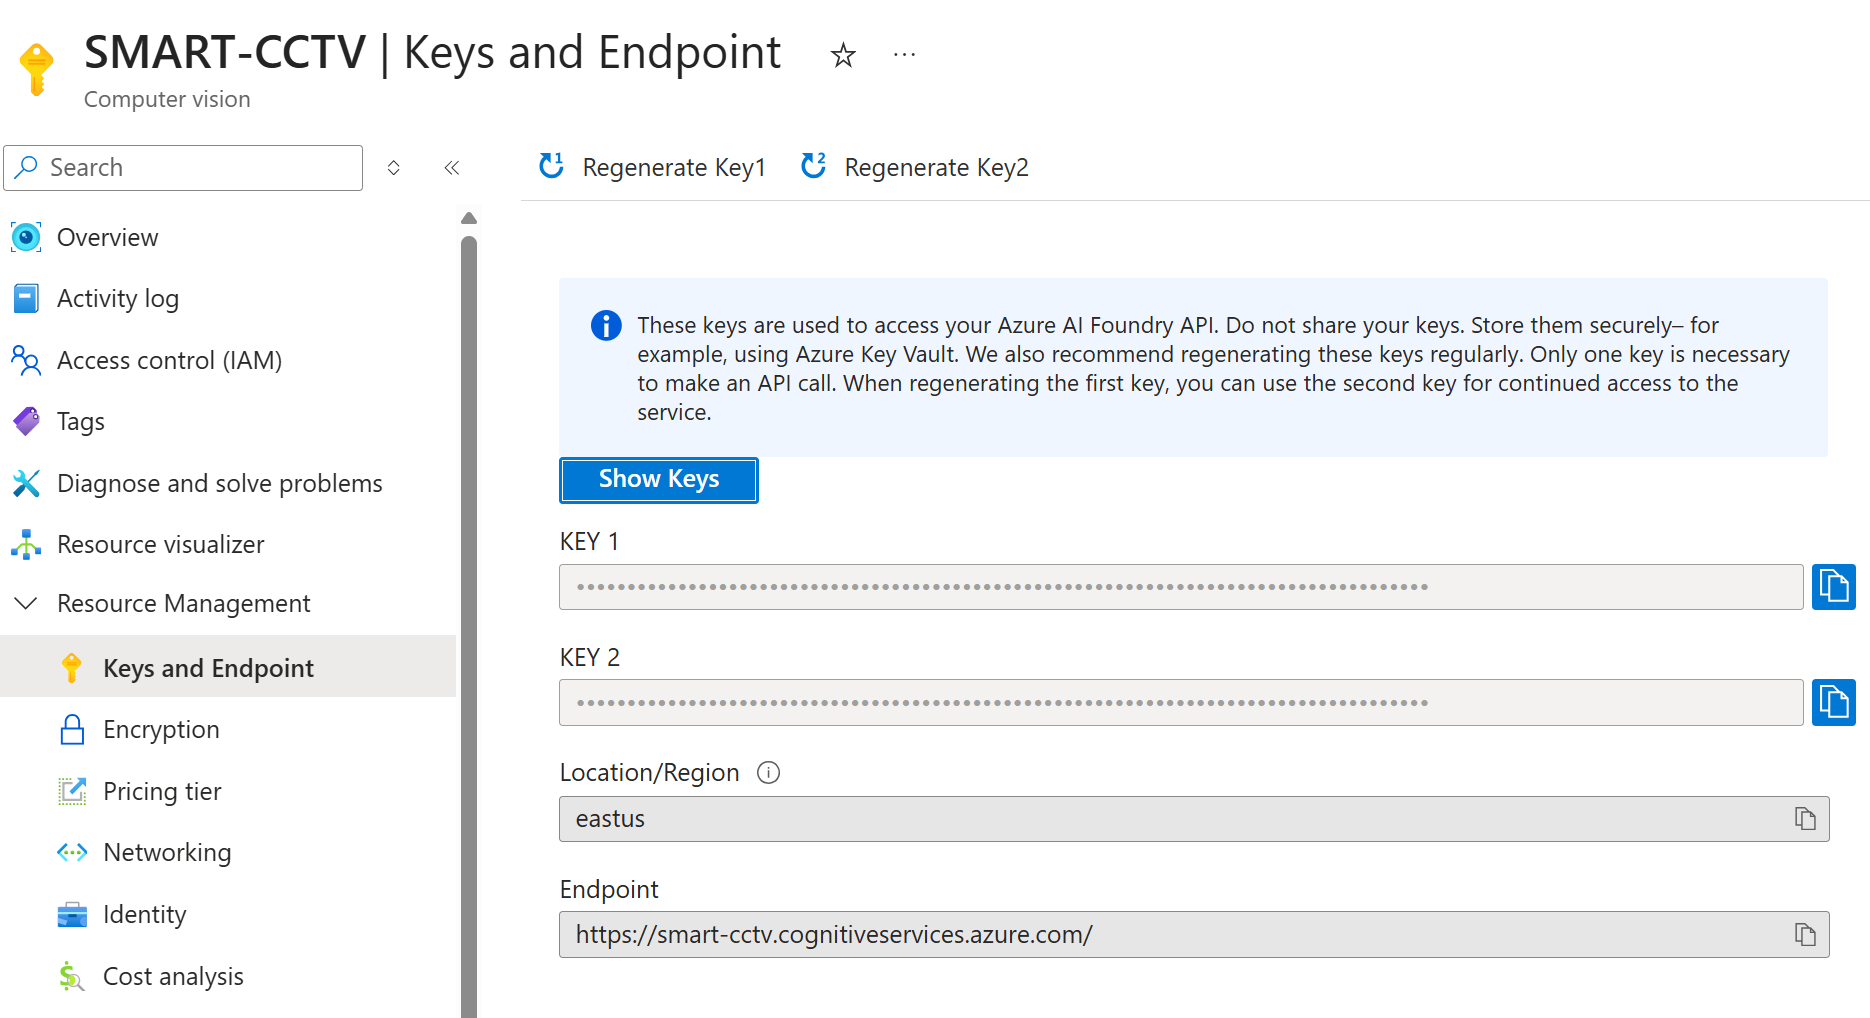 SMART-CCTV | Keys and Endpoint
Computer vision
Search
Overview
Activity log
Access control (IAM)
Tags
Diagnose and solve problems
Resource visualizer
Resource Management
Keys and Endpoint
Encryption
Pricing tier
Networking
Identity
Cost analysis
1 Regenerate Key1 2 Regenerate Key2
These keys are used to access your Azure AI Foundry API. Do not share your keys. Store them securely– for
example, using Azure Key Vault. We also recommend regenerating these keys regularly. Only one key is necessary
to make an API call. When regenerating the first key, you can use the second key for continued access to the
service.
Show Keys
KEY 1
KEY 2
Location/Region
eastus
Endpoint
https://smart-cctv.cognitiveservices.azure.com/